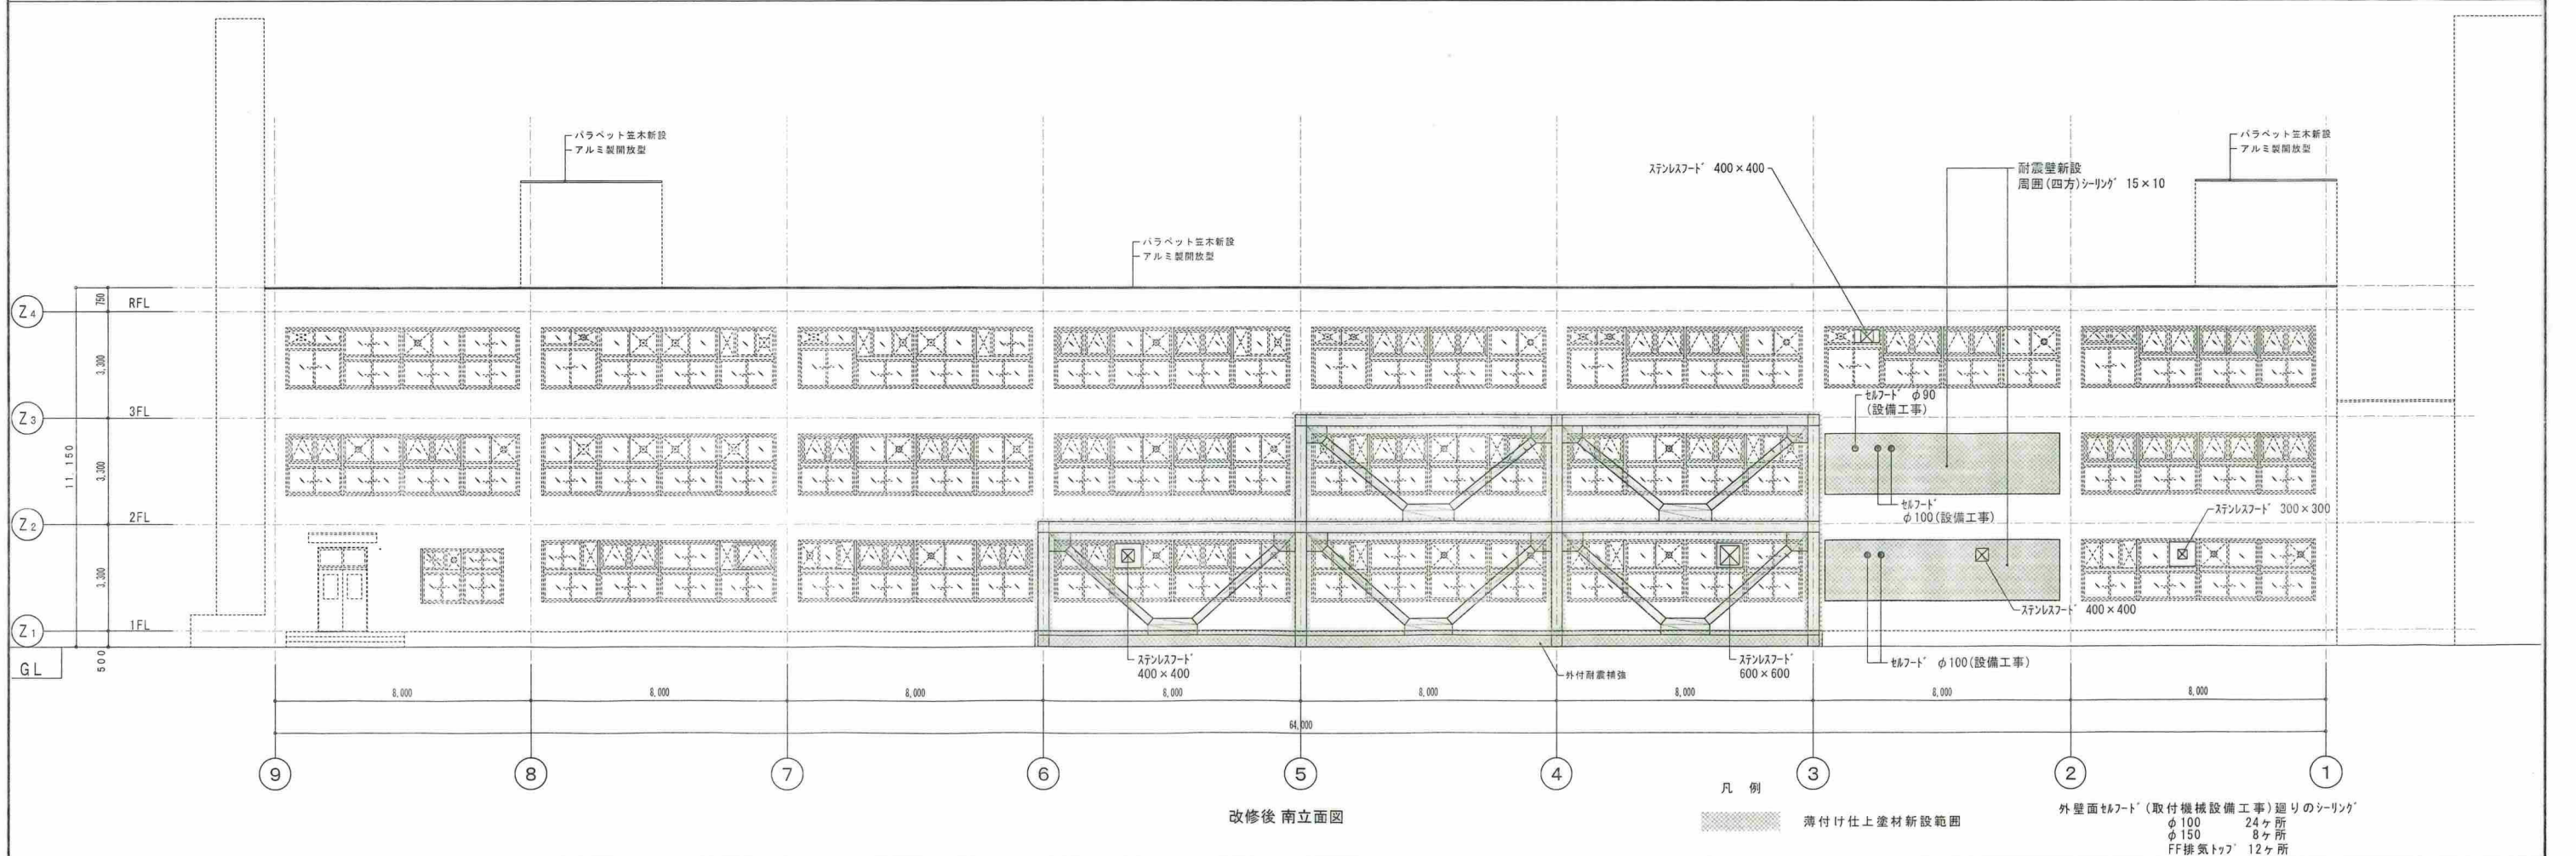 パラペット笠木新設
アルミ製開放型
パラペット笠木新設
アルミ製開放型
ステンレスフード 400×400
耐震壁新設
周囲(四方)シーリング 15×10
パラペット笠木新設
アルミ製開放型
Z4
750
RFL
3,300
Z3
3FL
11,150
3,300
Z2
2FL
3,300
Z1
1FL
GL
500
セルフード φ90
(設備工事)
セルフード
φ100(設備工事)
ステンレスフード 300×300
ステンレスフード 400×400
セルフード φ100(設備工事)
ステンレスフード
400×400
外付耐震補強
ステンレスフード
600×600
8,000
8,000
8,000
8,000
8,000
8,000
8,000
8,000
64,000
9
8
7
6
5
4
3
2
1
改修後 南立面図
凡 例
薄付け仕上塗材新設範囲
外壁面セルフード(取付機械設備工事)廻りのシーリング
φ100 24ヶ所
φ150 8ヶ所
FF排気トップ 12ヶ所